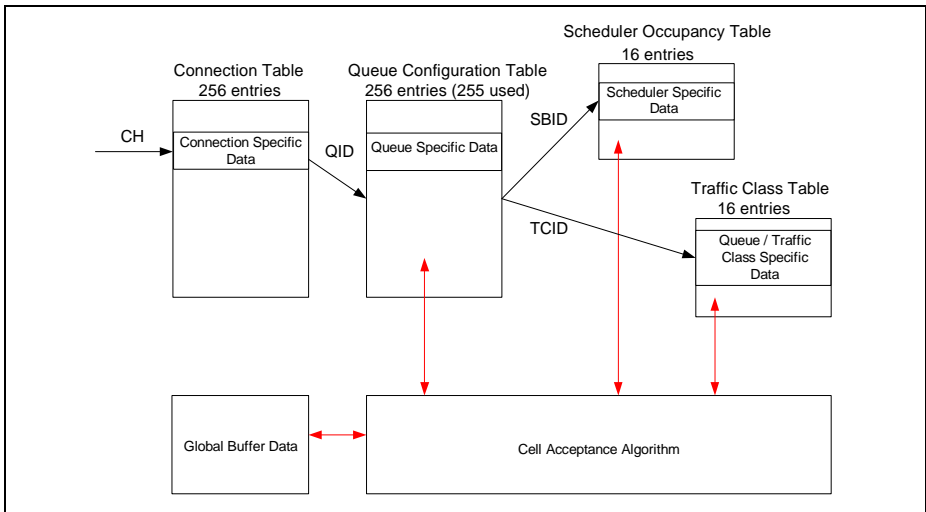 Scheduler Occupancy Table
16 entries
Connection Table
256 entries
Queue Configuration Table
256 entries (255 used)
Scheduler Specific
Data
SBID
CH
Connection Specific
Data
QID
Queue Specific Data
Traffic Class Table
16 entries
TCID
Queue / Traffic
Class Specific
Data
Global Buffer Data
Cell Acceptance Algorithm